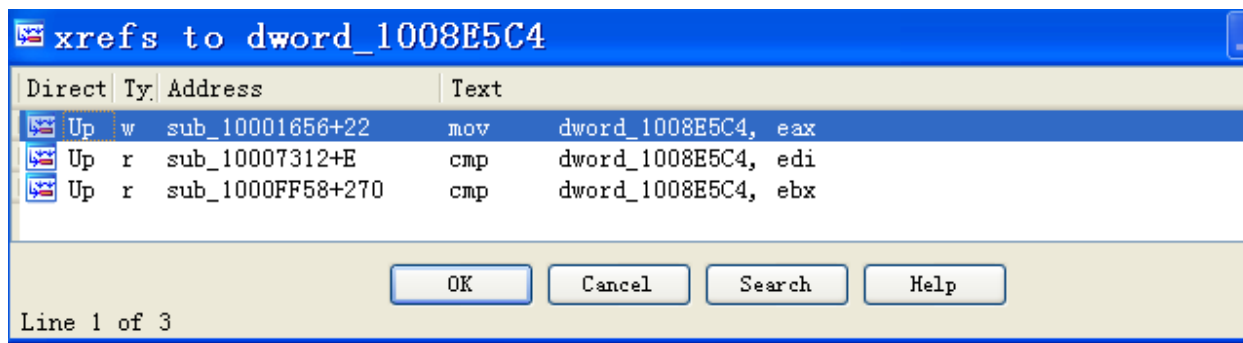 xrefs to dword_1008E5C4
Direct Ty Address Text
Up w sub_10001656+22 mov dword_1008E5C4, eax
Up r sub_10007312+E cmp dword_1008E5C4, edi
Up r sub_1000FF58+270 cmp dword_1008E5C4, ebx
OK Cancel Search Help
Line 1 of 3